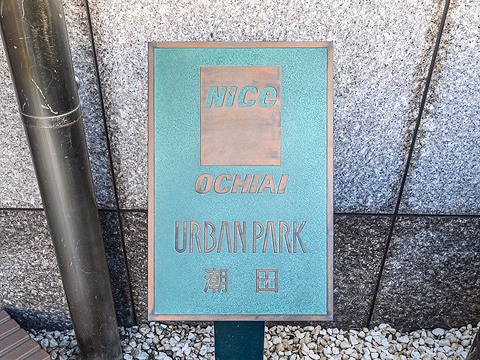 NiCe
OCHIAI
URBAN PARK
潮田